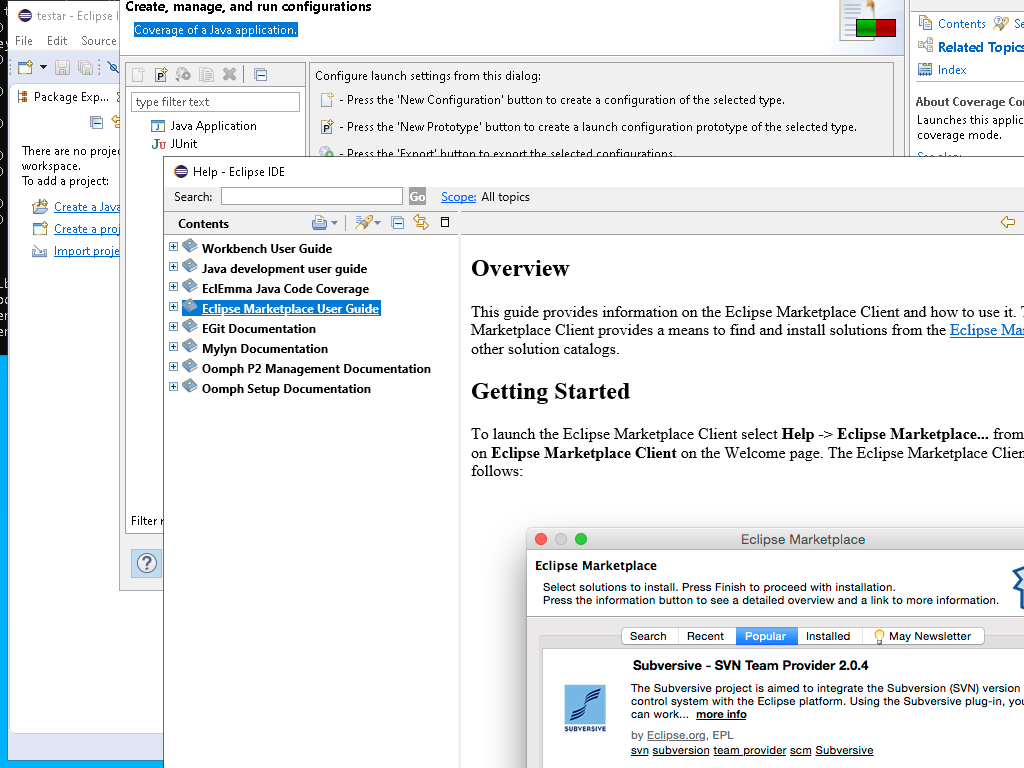 testar - Eclipse I
File Edit Source
Package Exp...
There are no proje
workspace.
To add a project:
Create a Java
Create a proj
Import proje
Create, manage, and run configurations
Coverage of a Java application.
type filter text
Java Application
JUnit
Filter
Configure launch settings from this dialog:
- Press the 'New Configuration' button to create a configuration of the selected type.
- Press the 'New Prototype' button to create a launch configuration prototype of the selected type.
- Press the 'Export' button to export the selected configurations.
Contents Se
Related Topics
Index
About Coverage Co
Launches this applic
coverage mode.
See also:
Help - Eclipse IDE
Search: Go Scope: All topics
Contents
Workbench User Guide
Java development user guide
EclEmma Java Code Coverage
Eclipse Marketplace User Guide
EGit Documentation
Mylyn Documentation
Oomph P2 Management Documentation
Oomph Setup Documentation
Overview
This guide provides information on the Eclipse Marketplace Client and how to use it.
Marketplace Client provides a means to find and install solutions from the Eclipse Ma
other solution catalogs.
Getting Started
To launch the Eclipse Marketplace Client select Help -> Eclipse Marketplace... from
on Eclipse Marketplace Client on the Welcome page. The Eclipse Marketplace Clien
follows:
Eclipse Marketplace
Eclipse Marketplace
Select solutions to install. Press Finish to proceed with installation.
Press the information button to see a detailed overview and a link to more information.
Search Recent Popular Installed May Newsletter
Subversive - SVN Team Provider 2.0.4
The Subversive project is aimed to integrate the Subversion (SVN) version
control system with the Eclipse platform. Using the Subversive plug-in, you
can work... more info
SUBVERSIVE
by Eclipse.org, EPL
svn subversion team provider scm Subversive